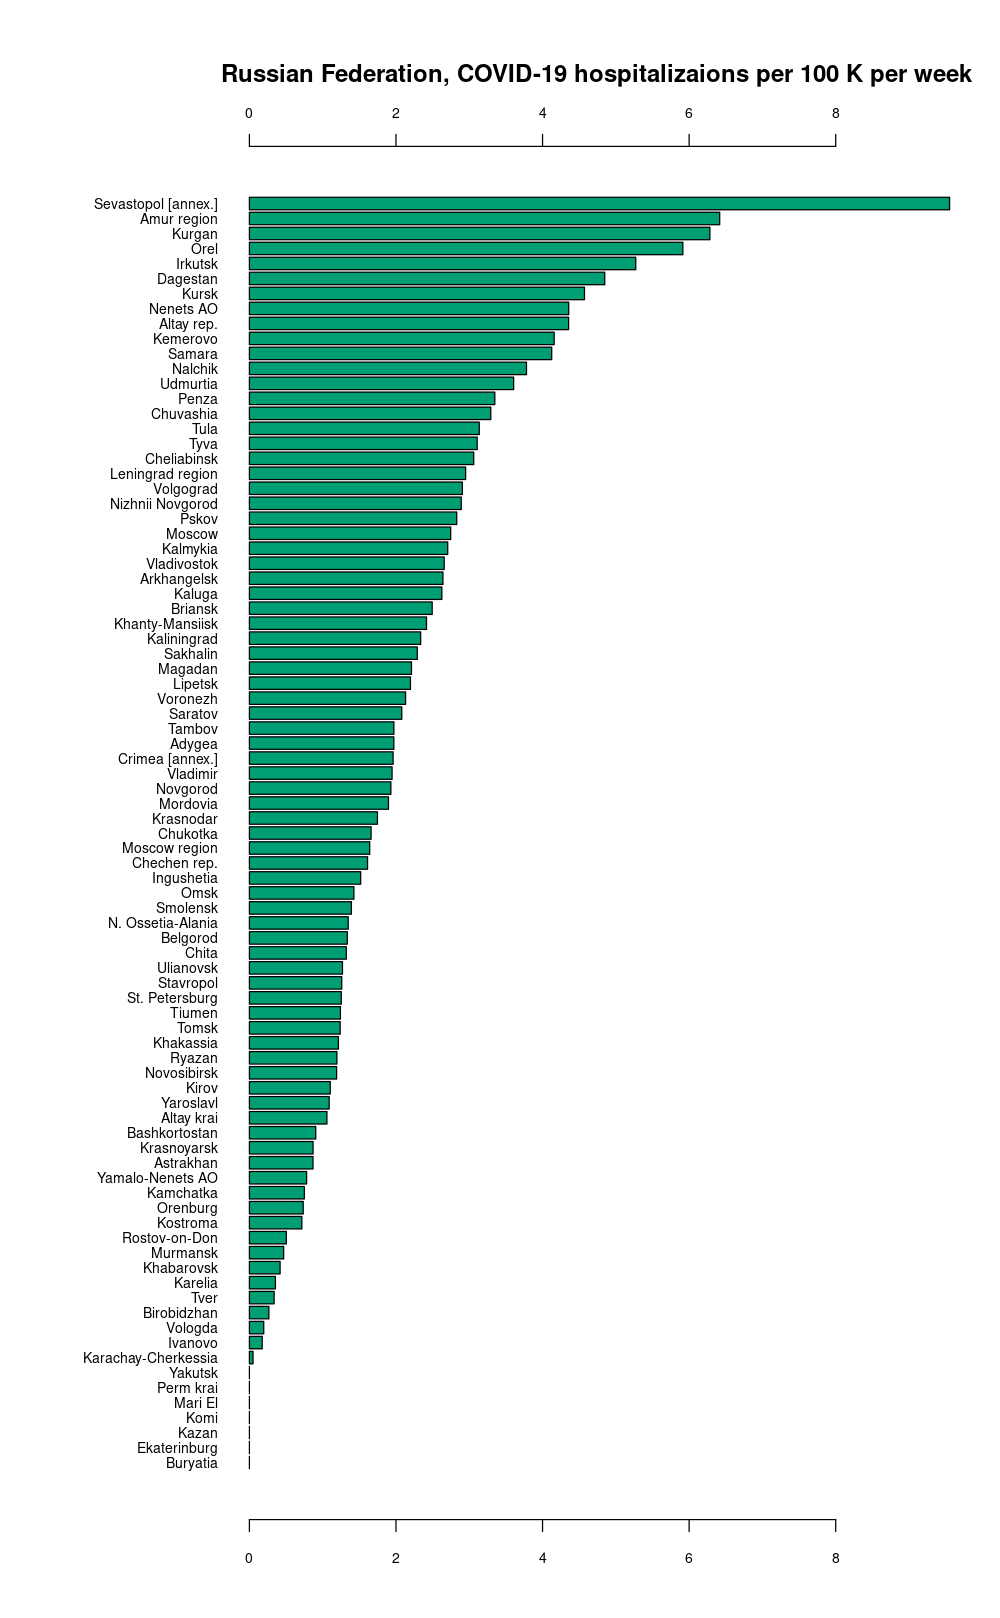 Russian Federation, COVID-19 hospitalizaions per 100 K per week
0 2 4 6 8
Sevastopol [annex.]
Amur region
Kurgan
Orel
Irkutsk
Dagestan
Kursk
Nenets AO
Altay rep.
Kemerovo
Samara
Nalchik
Udmurtia
Penza
Chuvashia
Tula
Tyva
Cheliabinsk
Leningrad region
Volgograd
Nizhnii Novgorod
Pskov
Moscow
Kalmykia
Vladivostok
Arkhangelsk
Kaluga
Briansk
Khanty-Mansiisk
Kaliningrad
Sakhalin
Magadan
Lipetsk
Voronezh
Saratov
Tambov
Adygea
Crimea [annex.]
Vladimir
Novgorod
Mordovia
Krasnodar
Chukotka
Moscow region
Chechen rep.
Ingushetia
Omsk
Smolensk
N. Ossetia-Alania
Belgorod
Chita
Ulianovsk
Stavropol
St. Petersburg
Tiumen
Tomsk
Khakassia
Ryazan
Novosibirsk
Kirov
Yaroslavl
Altay krai
Bashkortostan
Krasnoyarsk
Astrakhan
Yamalo-Nenets AO
Kamchatka
Orenburg
Kostroma
Rostov-on-Don
Murmansk
Khabarovsk
Karelia
Tver
Birobidzhan
Vologda
Ivanovo
Karachay-Cherkessia
Yakutsk
Perm krai
Mari El
Komi
Kazan
Ekaterinburg
Buryatia
0 2 4 6 8